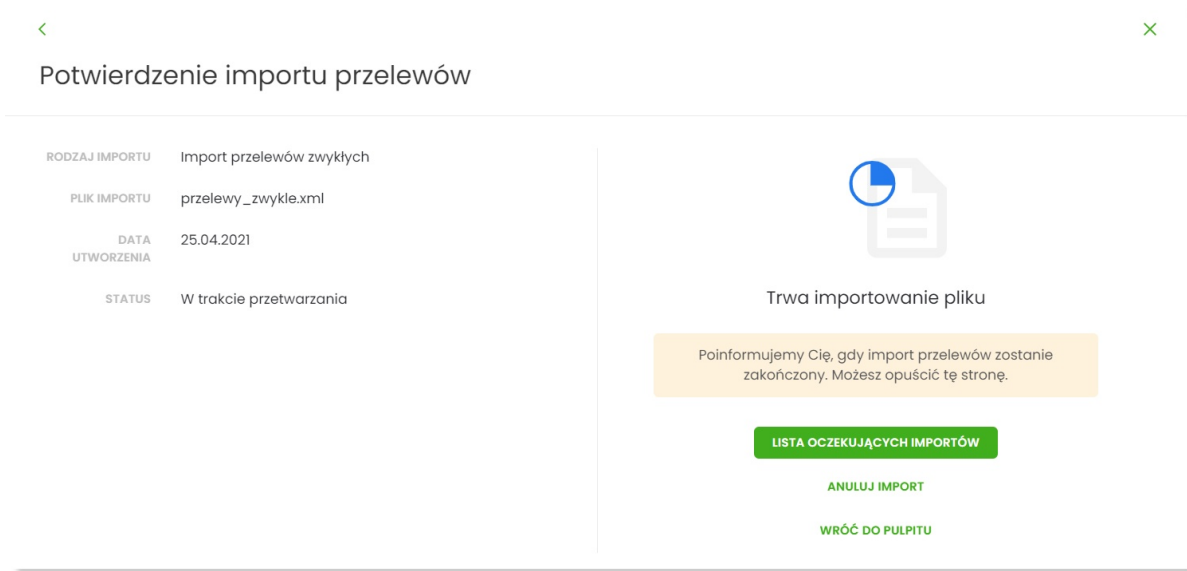 Potwierdzenie importu przelewów
RODZAJ IMPORTU Import przelewów zwykłych
PLIK IMPORTU przelewy_zwykle.xml
DATA UTWORZENIA 25.04.2021
STATUS W trakcie przetwarzania
Trwa importowanie pliku
Poinformujemy Cię, gdy import przelewów zostanie
zakończony. Możesz opuścić tę stronę.
LISTA OCZEKUJĄCYCH IMPORTÓW
ANULUJ IMPORT
WRÓĆ DO PULPITU